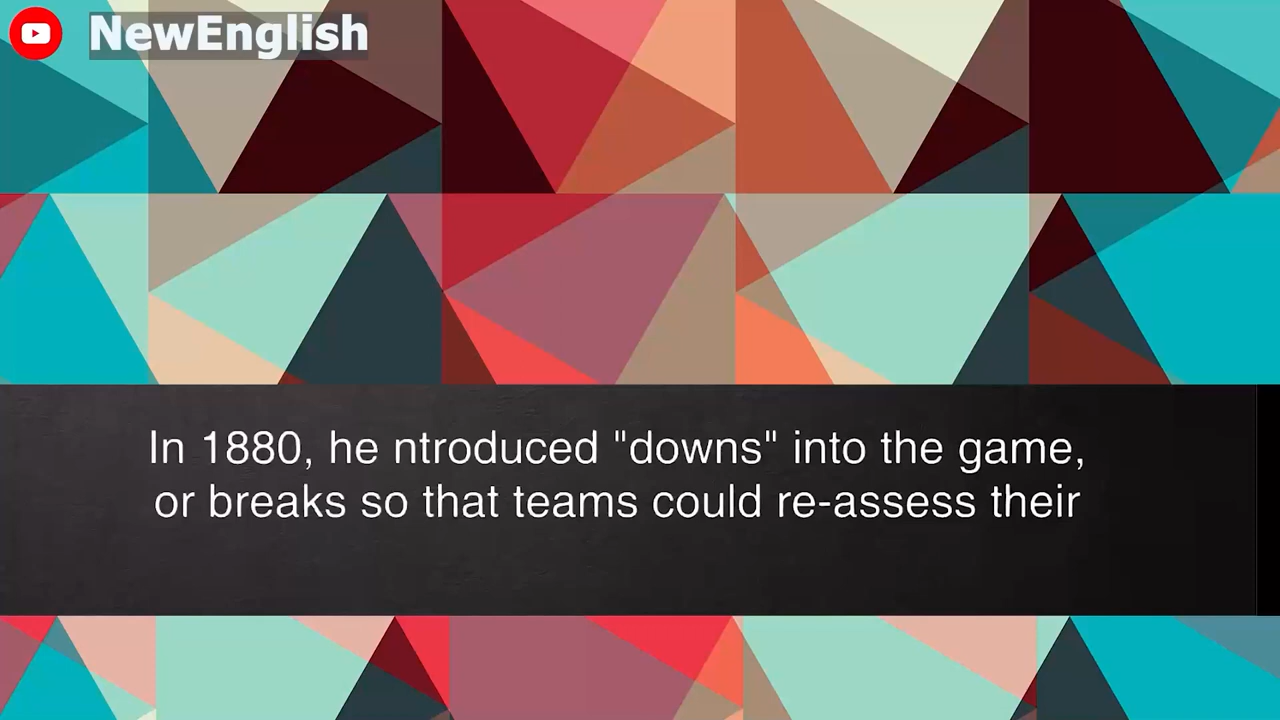 NewEnglish
In 1880, he ntroduced "downs" into the game,
or breaks so that teams could re-assess their